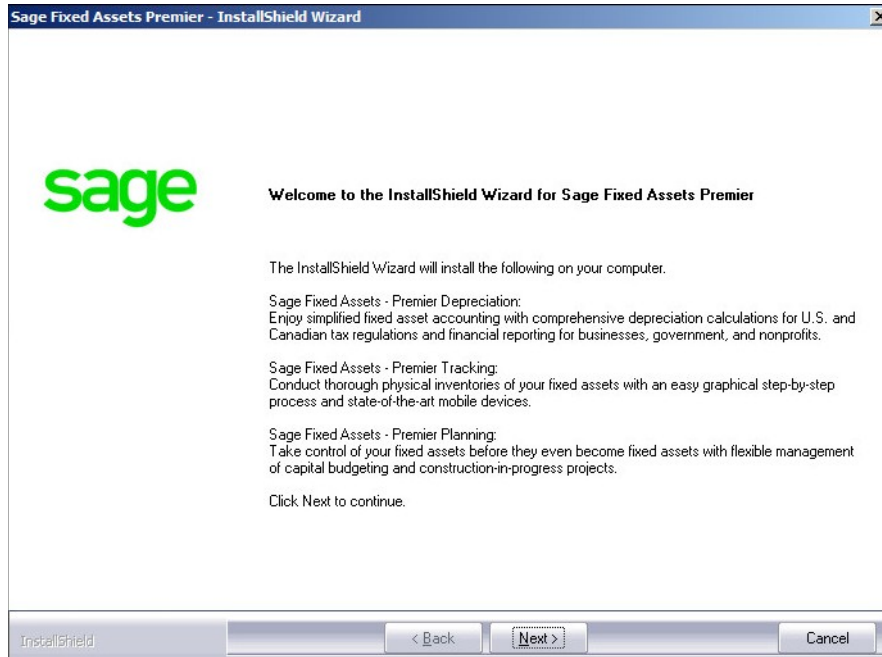 Sage Fixed Assets Premier - InstallShield Wizard
sage
Welcome to the InstallShield Wizard for Sage Fixed Assets Premier
The InstallShield Wizard will install the following on your computer.
Sage Fixed Assets - Premier Depreciation:
Enjoy simplified fixed asset accounting with comprehensive depreciation calculations for U.S. and
Canadian tax regulations and financial reporting for businesses, government, and nonprofits.
Sage Fixed Assets - Premier Tracking:
Conduct thorough physical inventories of your fixed assets with an easy graphical step-by-step
process and state-of-the-art mobile devices.
Sage Fixed Assets - Premier Planning:
Take control of your fixed assets before they even become fixed assets with flexible management
of capital budgeting and construction-in-progress projects.
Click Next to continue.
InstallShield
< Back
Next >
Cancel